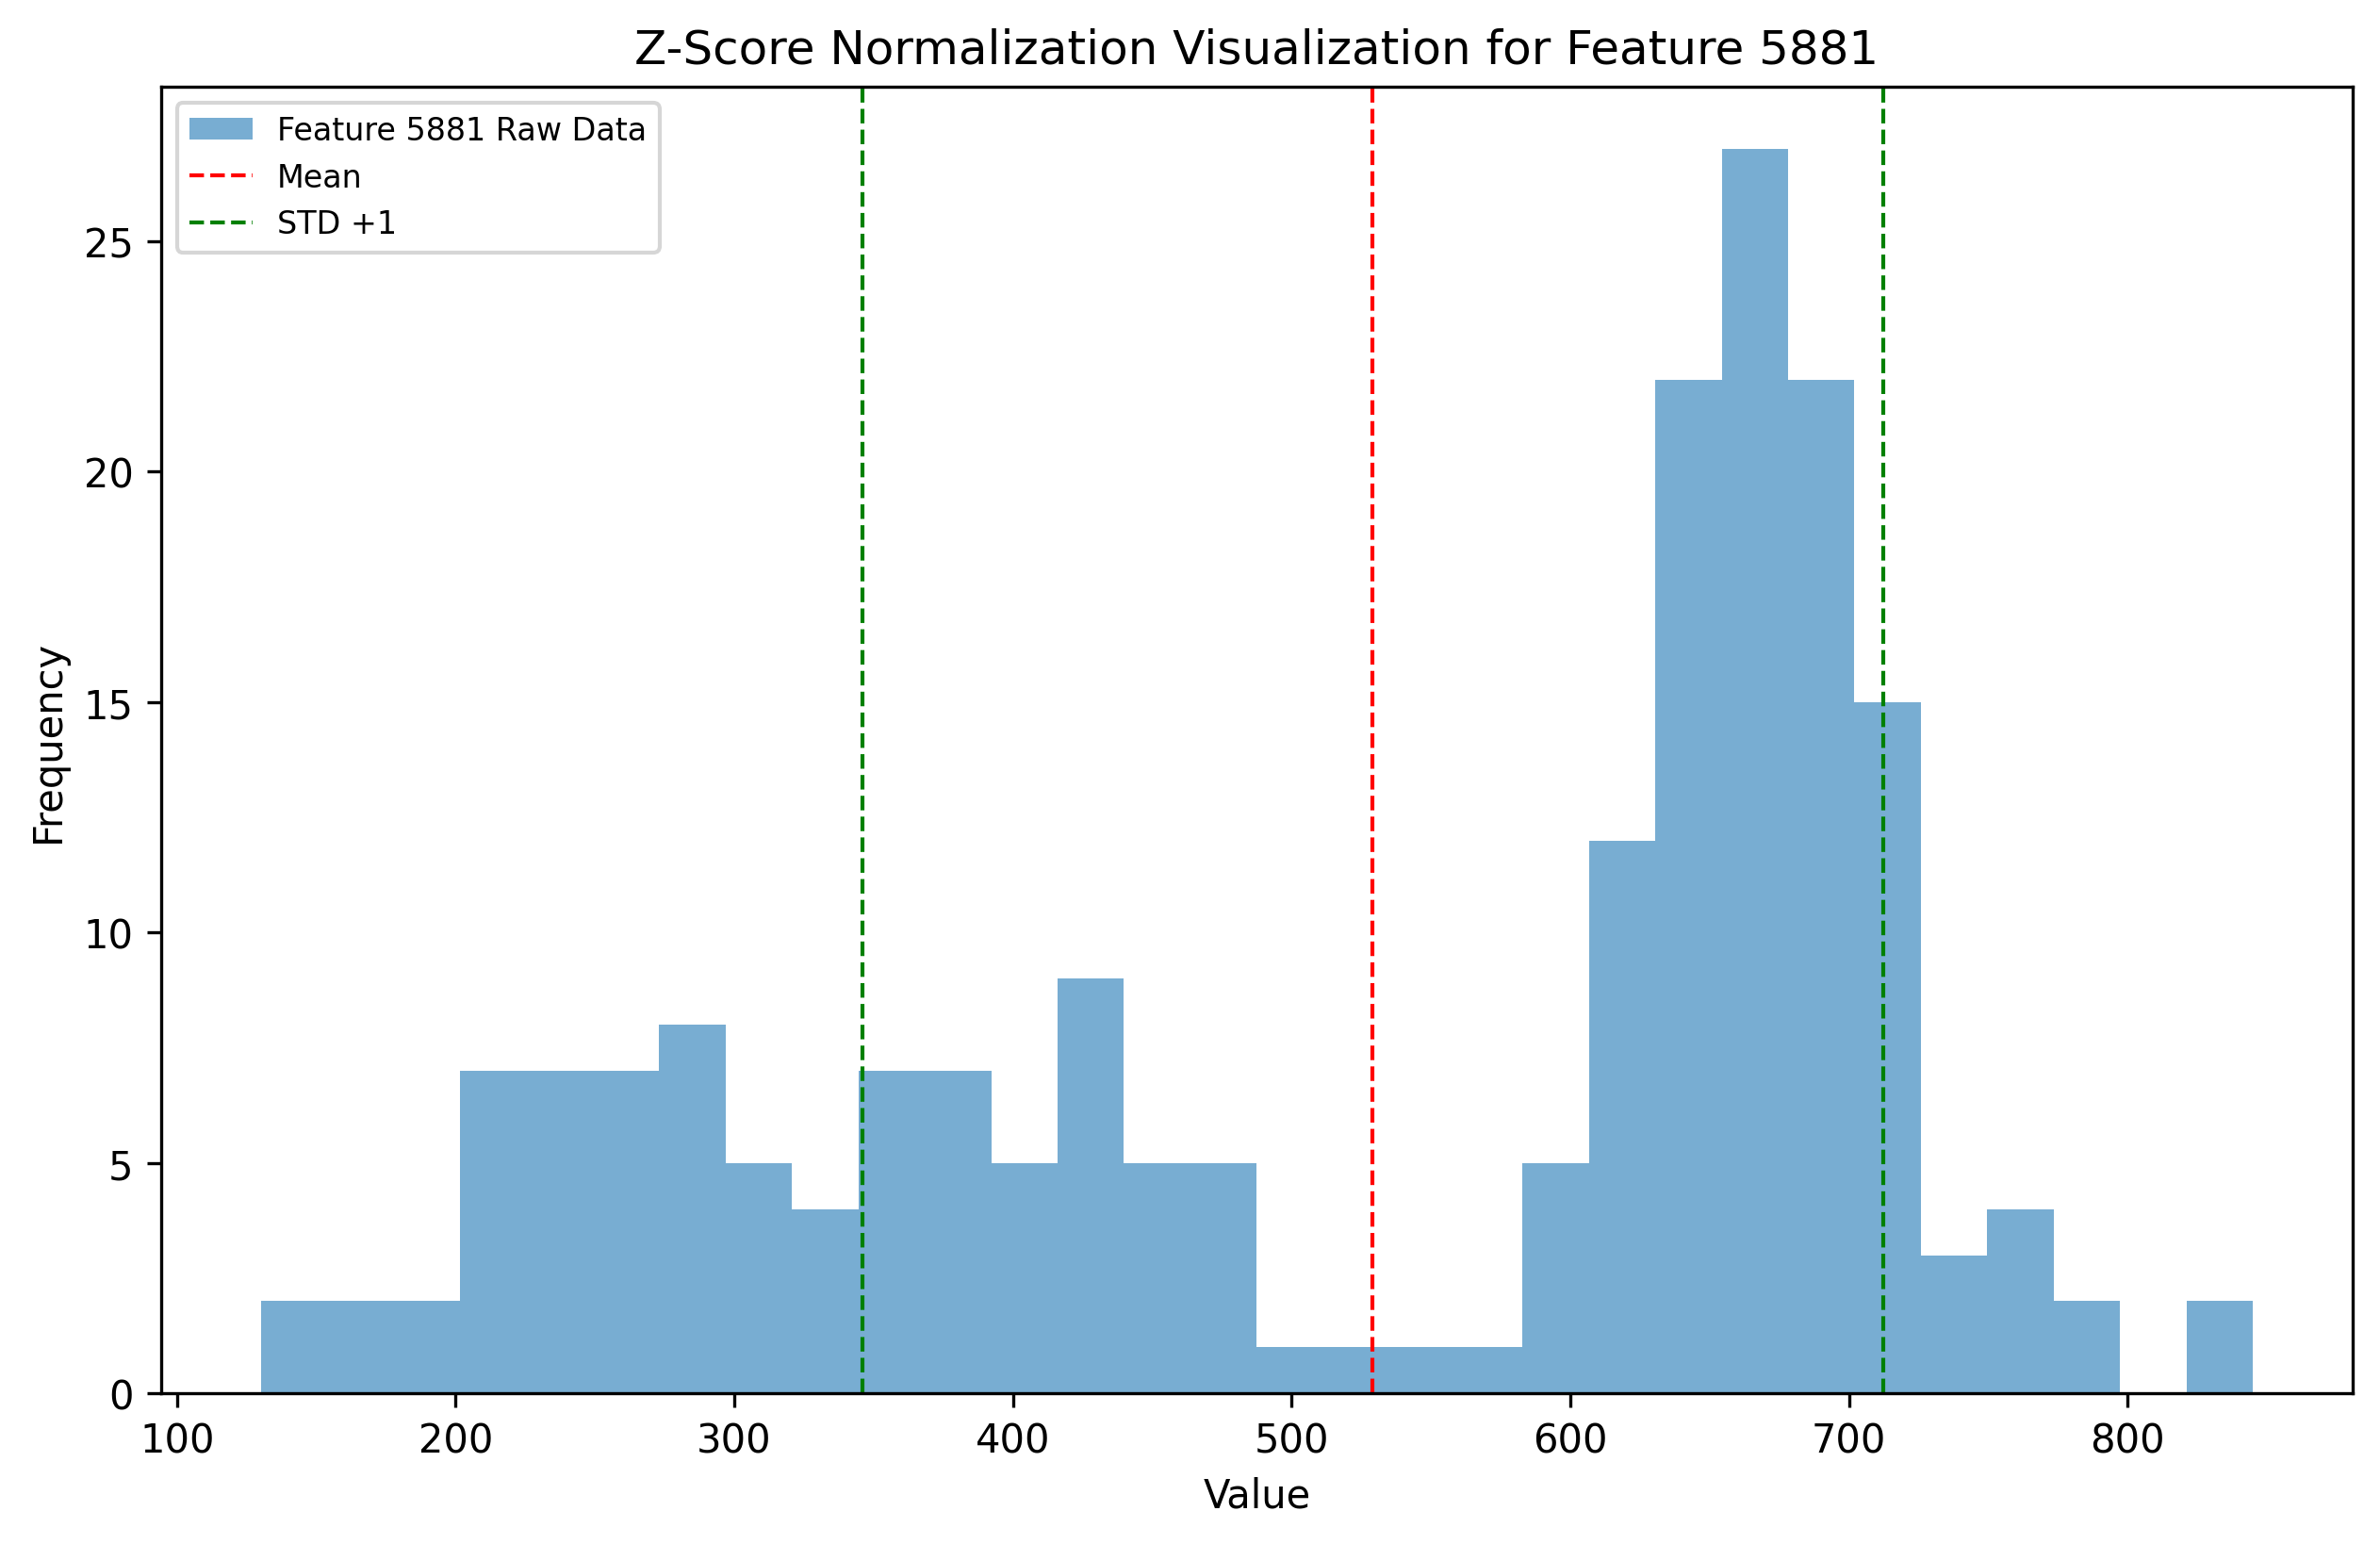 Z-Score Normalization Visualization for Feature 5881
Feature 5881 Raw Data
Mean
STD +1
25
20
15
10
5
0
Frequency
100 200 300 400 500 600 700 800
Value